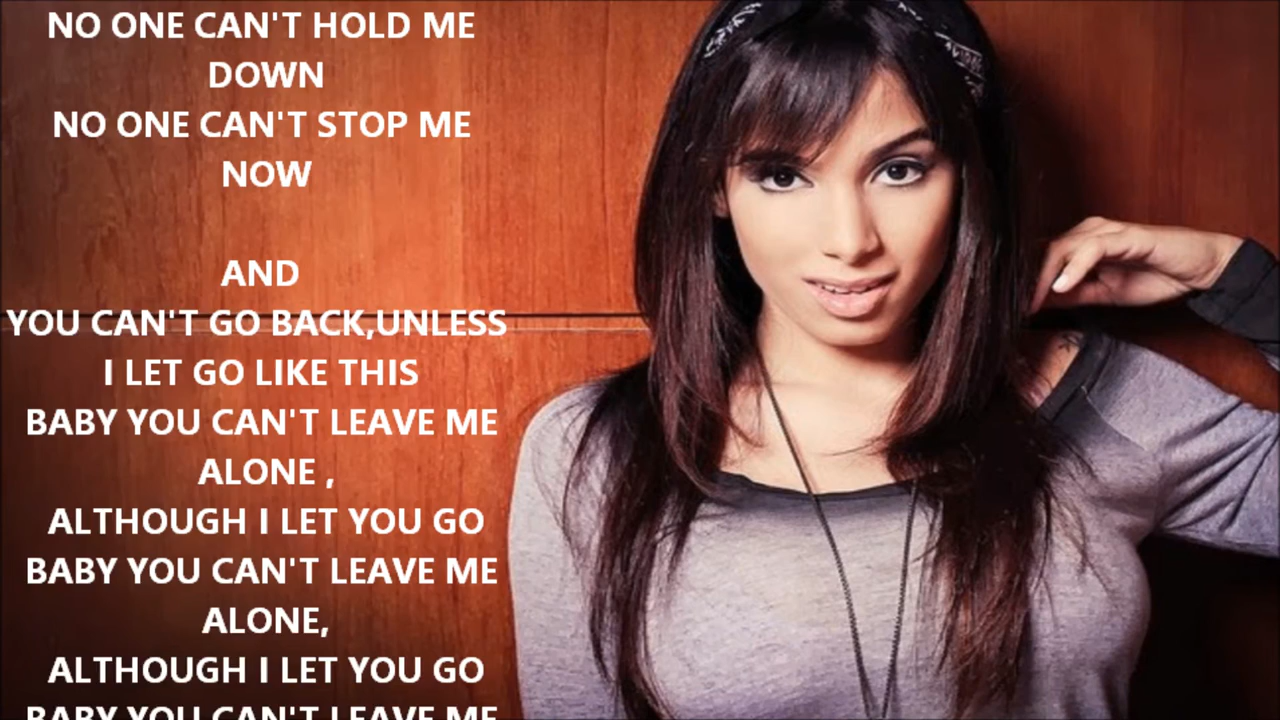 NO ONE CAN'T HOLD ME
DOWN
NO ONE CAN'T STOP ME
NOW
AND
YOU CAN'T GO BACK,UNLESS
I LET GO LIKE THIS
BABY YOU CAN'T LEAVE ME
ALONE ,
ALTHOUGH I LET YOU GO
BABY YOU CAN'T LEAVE ME
ALONE,
ALTHOUGH I LET YOU GO
BABY YOU CAN'T LEAVE ME